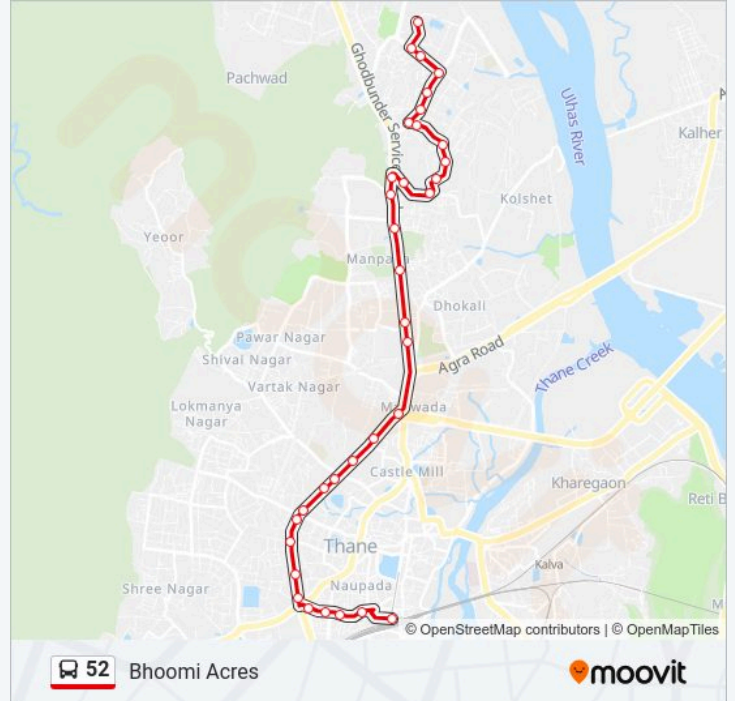 Pachwad
Ghodbunder Service
Ulhas River
Kalher
Kolshet
Yeoor
Manpada
Dhokali
Pawar Nagar
Agra Road
Shivai Nagar
Thane Creek
Vartak Nagar
Lokmanya
Nagar
Castle Mill
Kharegaon
Reti B
Thane
Kalva
Naupada
Shree Nagar
M
© OpenStreetMap contributors | © OpenMapTiles
52 Bhoomi Acres
moovit